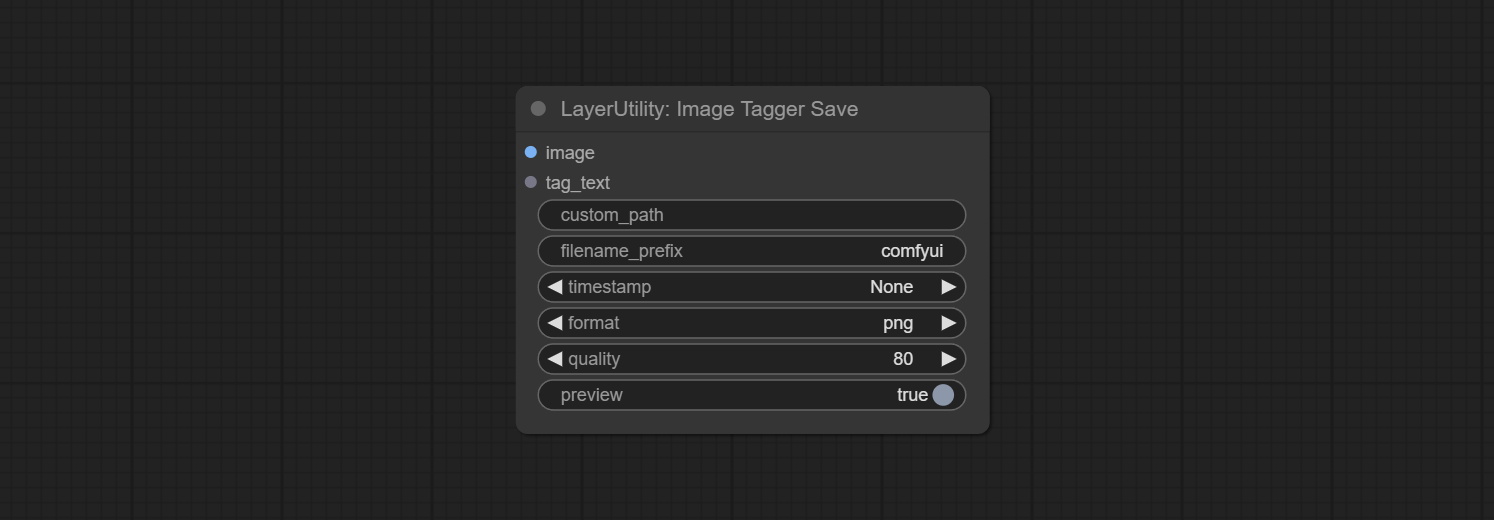 LayerUtility: Image Tagger Save
image
tag_text
custom_path
filename_prefix comfyui
timestamp None
format png
quality 80
preview true